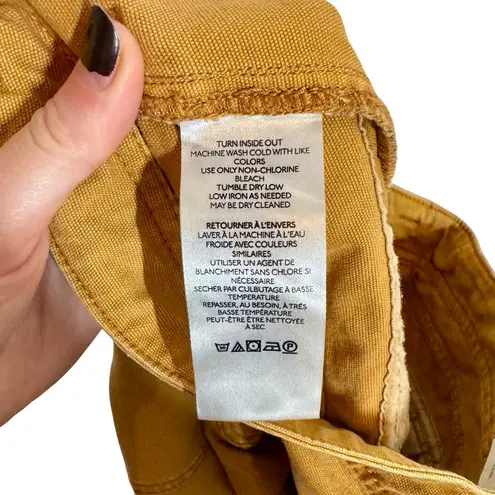 TURN INSIDE OUT
MACHINE WASH COLD WITH LIKE
COLORS
USE ONLY NON-CHLORINE
BLEACH
TUMBLE DRY LOW
LOW IRON AS NEEDED
MAY BE DRY CLEANED
RETOURNER À L'ENVERS
LAVER À LA MACHINE À L'EAU
FROIDE AVEC COULEURS
SIMILAIRES
UTILISER UN AGENT DE
BLANCHIMENT SANS CHLORE SI
NÉCESSAIRE
SECHER PAR CULBUTAGE À BASSE
TEMPÉRATURE
REPASSER, AU BESOIN, À TRÉS
BASSE TEMPÉRATURE
PEUT-ÊTRE ÊTRE NETTOYÉE
À SEC